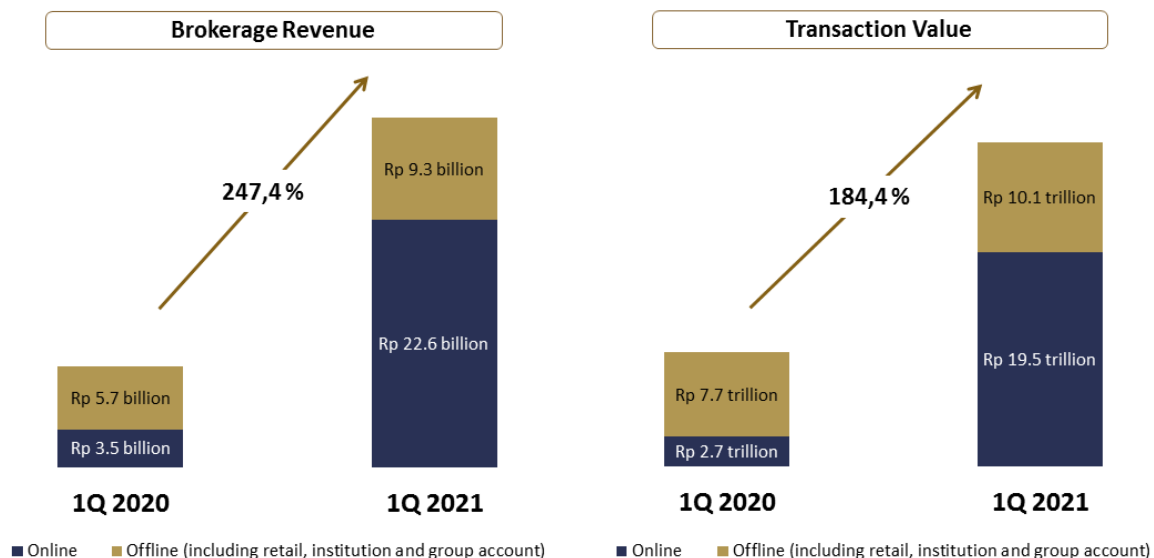 Brokerage Revenue
247,4 %
Rp 9.3 billion
Rp 22.6 billion
Rp 5.7 billion
Rp 3.5 billion
1Q 2020
1Q 2021
Online
Offline (including retail, institution and group account)
Transaction Value
184,4 %
Rp 10.1 trillion
Rp 19.5 trillion
Rp 7.7 trillion
Rp 2.7 trillion
1Q 2020
1Q 2021
Online
Offline (including retail, institution and group account)